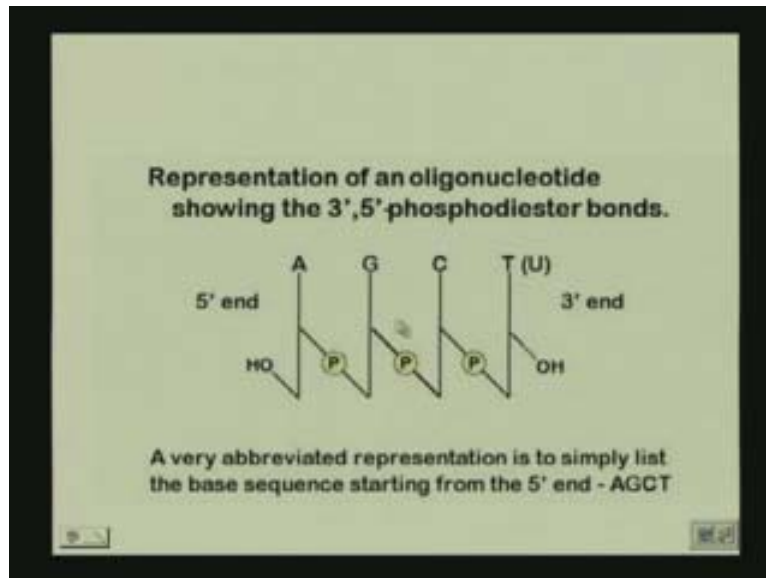 Representation of an oligonucleotide
showing the 3',5'-phosphodiester bonds.
A G C T (U)
5' end 3' end
HO P P P OH
A very abbreviated representation is to simply list
the base sequence starting from the 5' end - AGCT